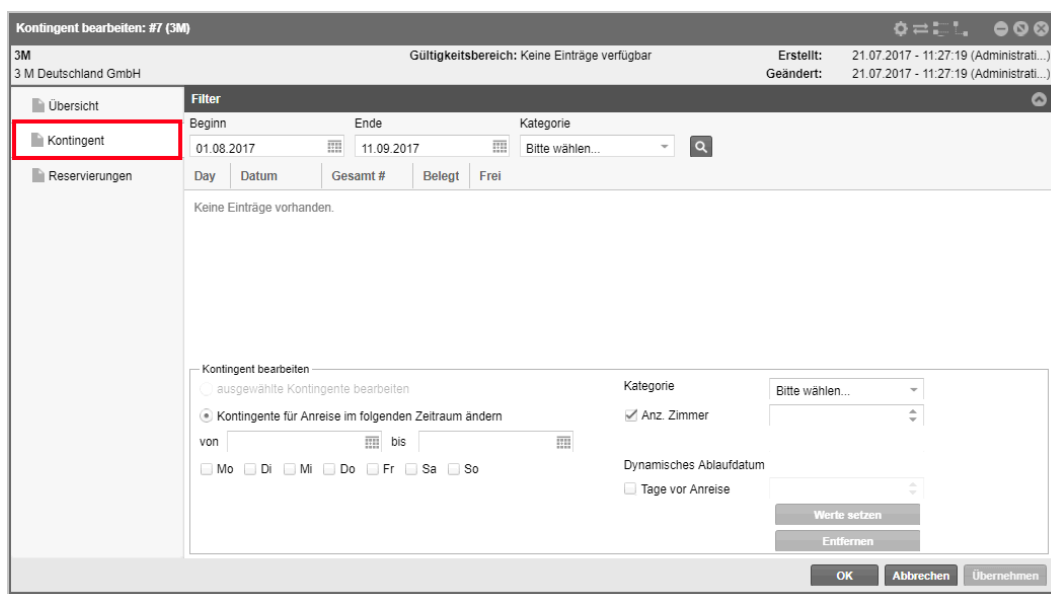 Kontingent bearbeiten: #7 (3M)
3M Gültigkeitsbereich: Keine Einträge verfügbar Erstellt: 21.07.2017 - 11:27:19 (Administrati...)
3 M Deutschland GmbH Geändert: 21.07.2017 - 11:27:19 (Administrati...)
Übersicht
Kontingent
Reservierungen
Filter
Beginn Ende Kategorie
01.08.2017 11.09.2017 Bitte wählen...
Day Datum Gesamt # Belegt Frei
Keine Einträge vorhanden.
Kontingent bearbeiten
ausgewählte Kontingente bearbeiten
Kontingente für Anreise im folgenden Zeitraum ändern
von bis
Mo Di Mi Do Fr Sa So
Kategorie Bitte wählen...
Anz. Zimmer
Dynamisches Ablaufdatum
Tage vor Anreise
Werte setzen
Entfernen
OK Abbrechen Übernehmen